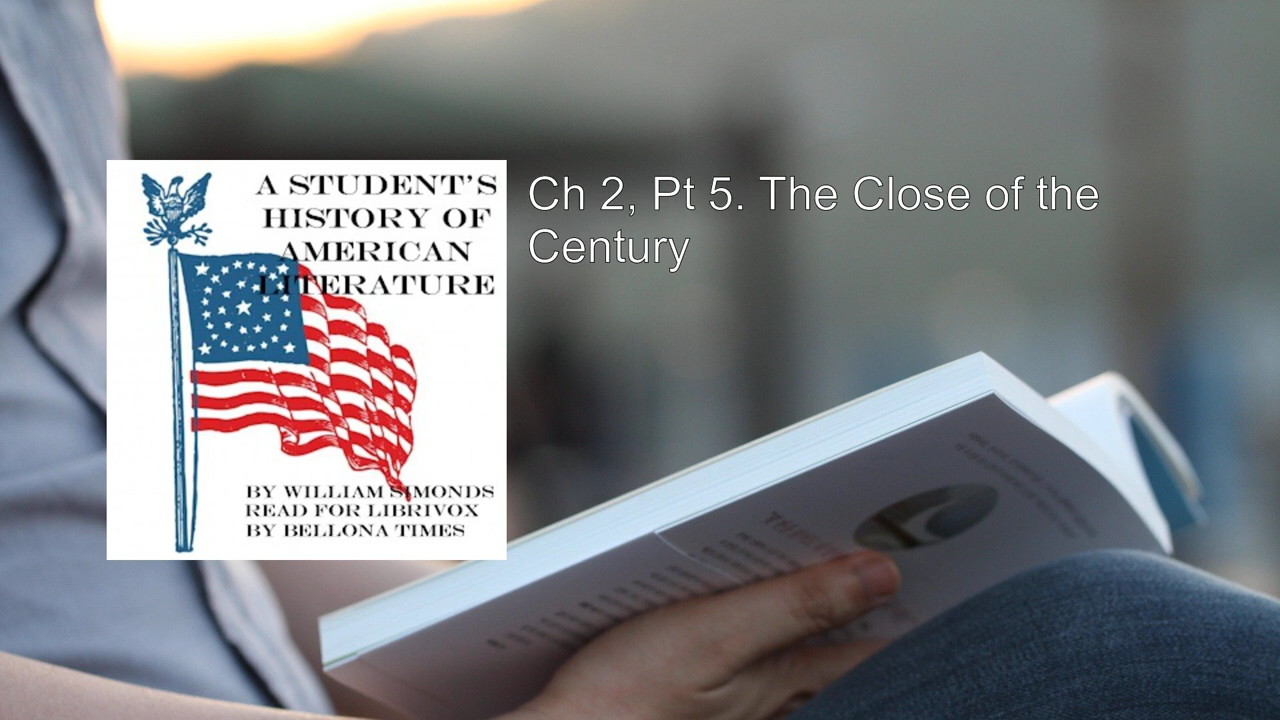 A STUDENT'S
HISTORY OF
AMERICAN
LITERATURE
BY WILLIAM SIMONDS
READ FOR LIBRIVOX
BY BELLONA TIMES
Ch 2, Pt 5. The Close of the
Century